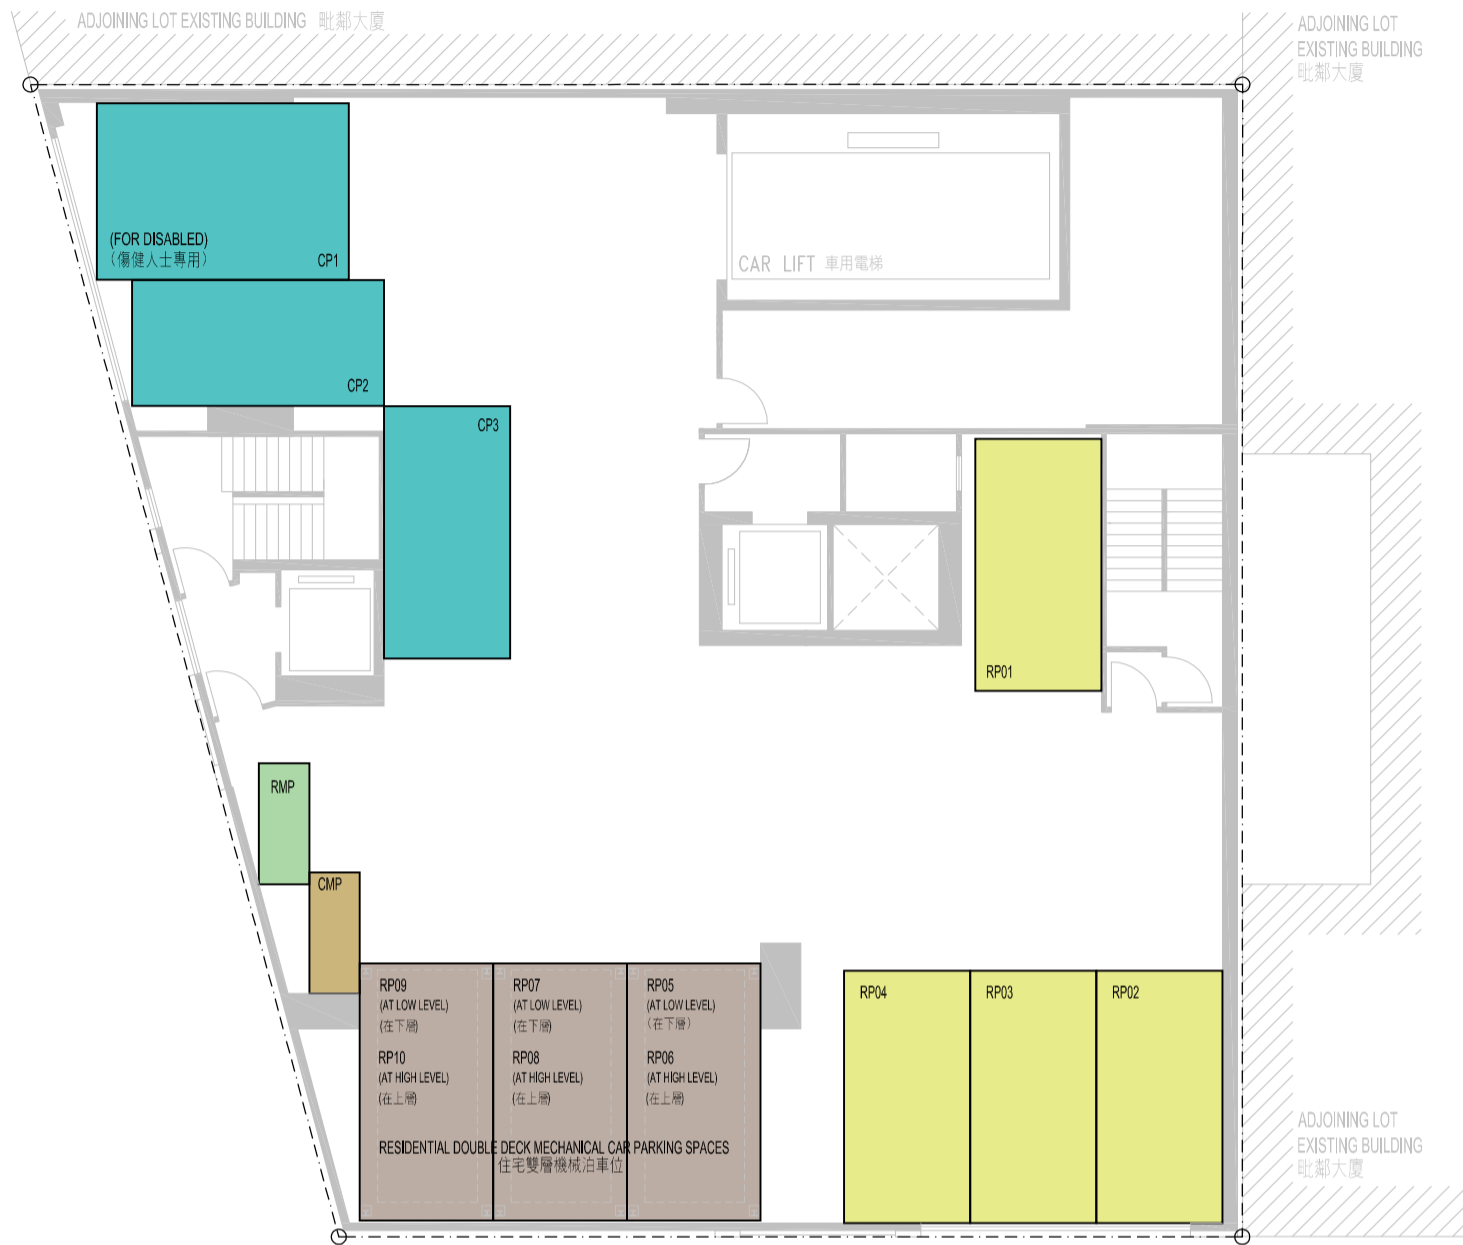 ADJOINING LOT EXISTING BUILDING 毗鄰大廈
ADJOINING LOT
EXISTING BUILDING
毗鄰大廈
(FOR DISABLED)
(傷健人士專用)
CP1
CAR LIFT 車用電梯
CP2
CP3
RP01
RMP
CMP
RP09
(AT LOW LEVEL)
(在下層)
RP10
(AT HIGH LEVEL)
(在上層)
RP07
(AT LOW LEVEL)
(在下層)
RP08
(AT HIGH LEVEL)
(在上層)
RP05
(AT LOW LEVEL)
(在下層)
RP06
(AT HIGH LEVEL)
(在上層)
RESIDENTIAL DOUBLE DECK MECHANICAL CAR PARKING SPACES
住宅雙層機械泊車位
RP04
RP03
RP02
ADJOINING LOT
EXISTING BUILDING
毗鄰大廈